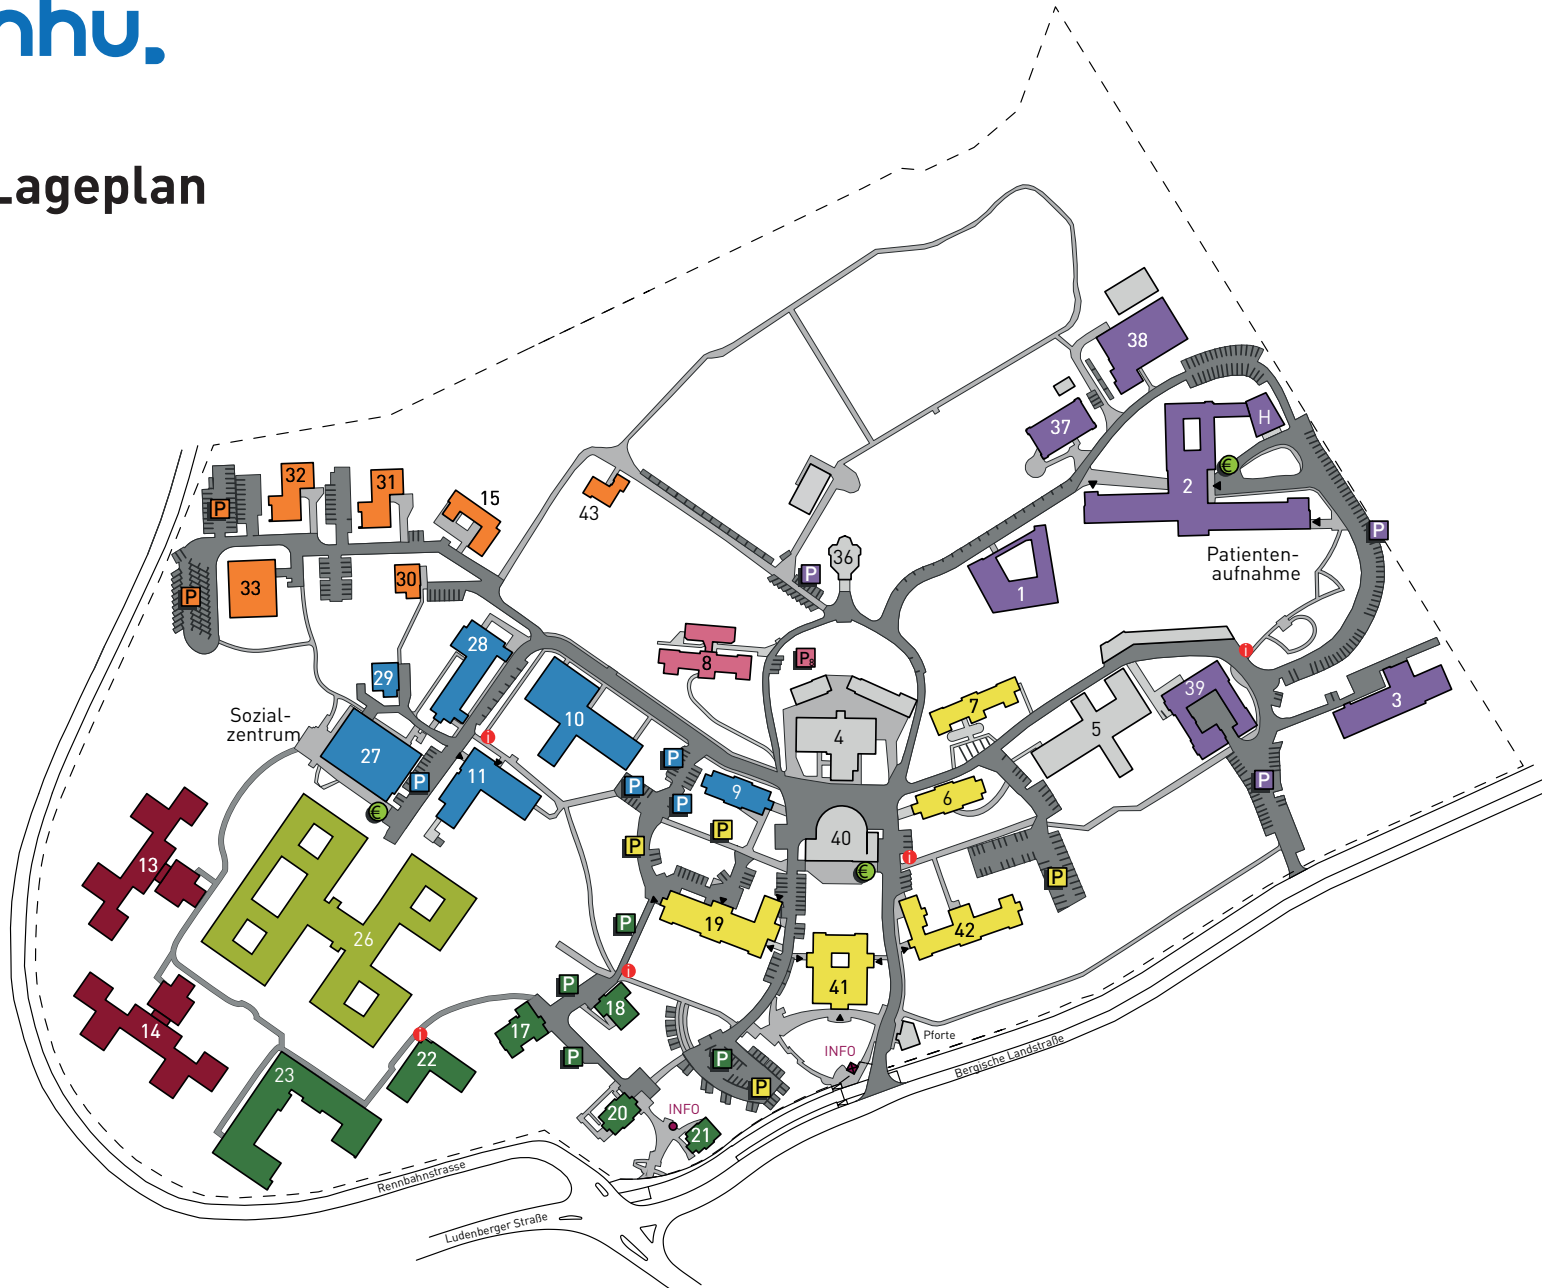 nhu.
Lageplan
38
H
37
2
P
Patienten-
aufnahme
1
i
39
3
5
P
32
31
15
P
43
33
30
P
36
P
28
8
P8
29
7
4
Sozial-
zentrum
10
i
27
11
P
P
P
P
9
6
€
P
P
40
i
€
€
P
13
26
P
19
42
i
41
P
14
17
18
Pforte
i
22
P
P
INFO
Bergische Landstraße
P
23
20
INFO
21
Rennbahnstrasse
Ludenberger Straße